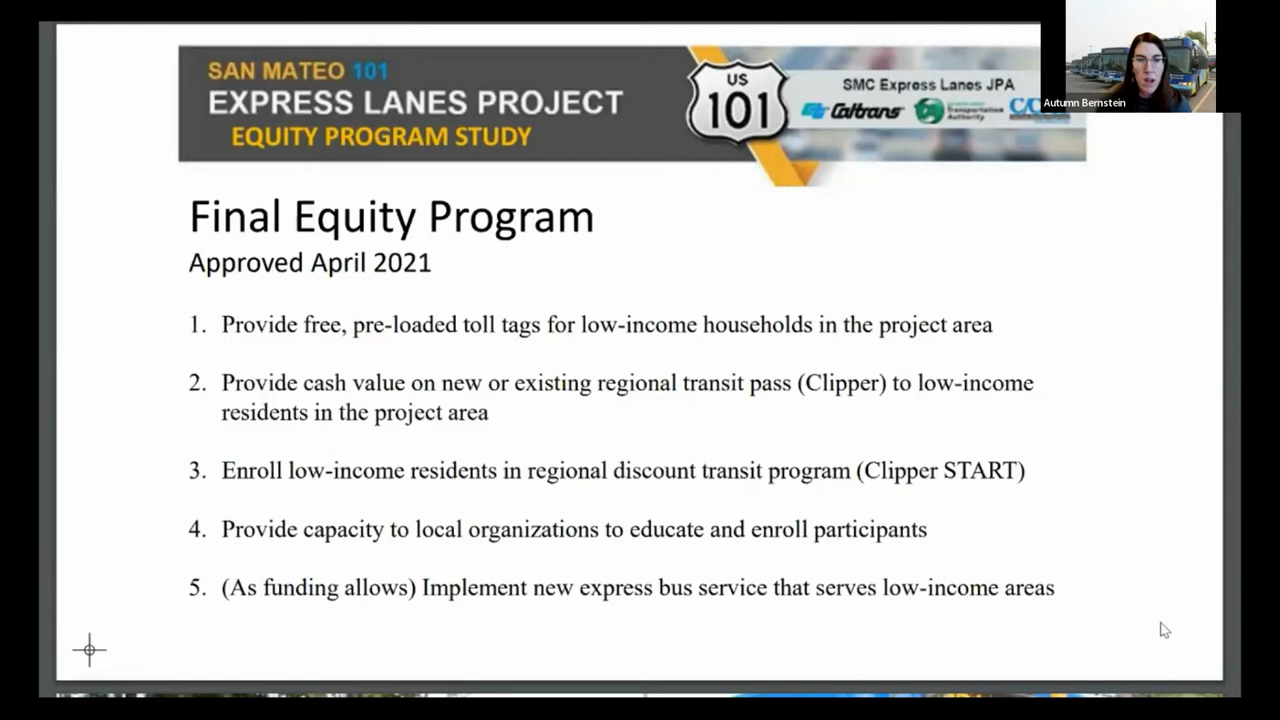 SAN MATEO 101
EXPRESS LANES PROJECT
EQUITY PROGRAM STUDY
US
101
SMC Express Lanes JPA
Caltrans
Transportation
Authority
Autumn Bernstein
Final Equity Program
Approved April 2021
1. Provide free, pre-loaded toll tags for low-income households in the project area
2. Provide cash value on new or existing regional transit pass (Clipper) to low-income
residents in the project area
3. Enroll low-income residents in regional discount transit program (Clipper START)
4. Provide capacity to local organizations to educate and enroll participants
5. (As funding allows) Implement new express bus service that serves low-income areas